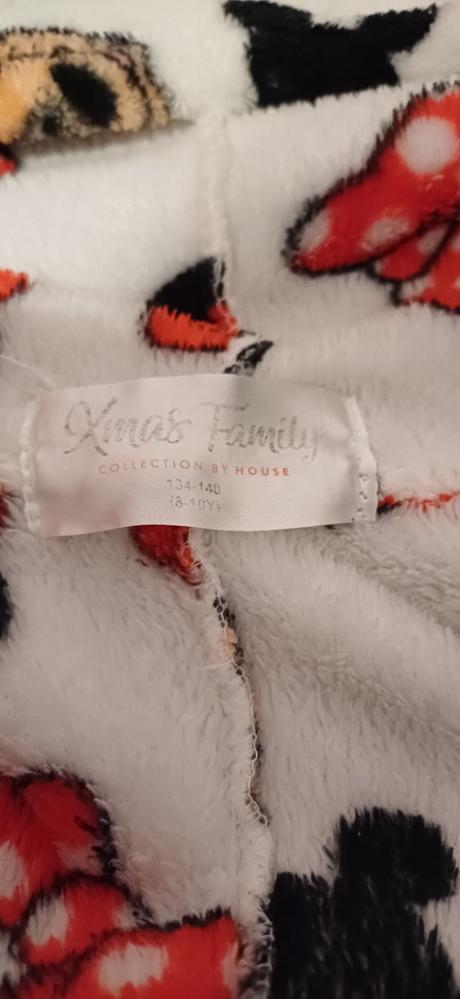 Xmas Family
COLLECTION BY HOUSE
134-140
(8-10Y)